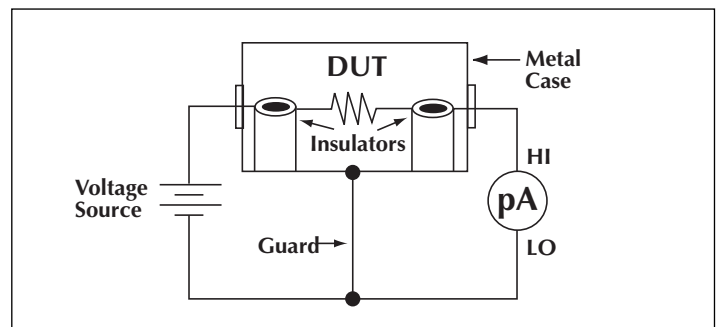 DUT
Metal
Case
Insulators
HI
Voltage
Source
pA
Guard
LO